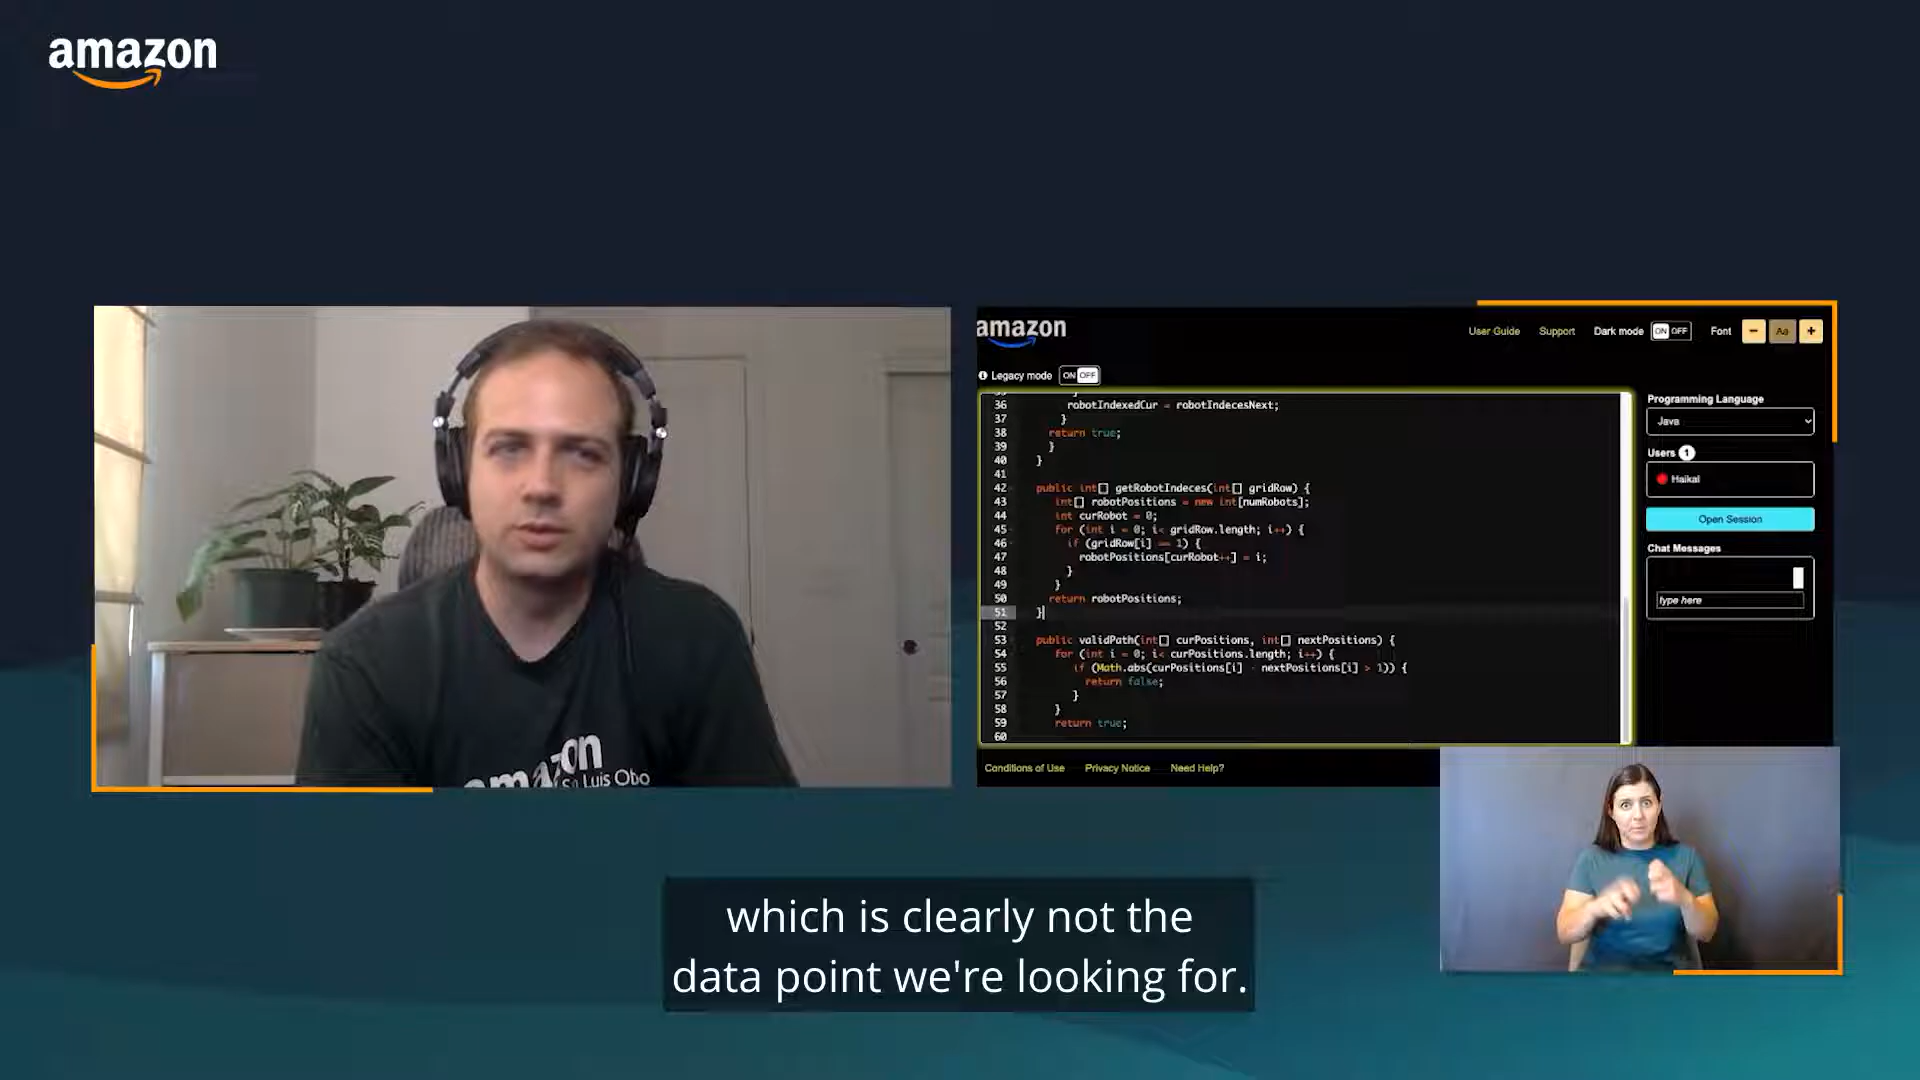 amazon
amazon
San Luis Obo
amazon
User Guide Support Dark mode ON OFF Font - Aa +
Legacy mode ON OFF
36 robotIndexedCur = robotIndecesNext;
37 }
38 return true;
39 }
40 }
41
42 public int[] getRobotIndeces(int[] gridRow) {
43 int[] robotPositions = new int[numRobots];
44 int curRobot = 0;
45 for (int i = 0; i< gridRow.length; i++) {
46 if (gridRow[i] == 1) {
47 robotPositions[curRobot++] = i;
48 }
49 }
50 return robotPositions;
51 }
52
53 public validPath(int[] curPositions, int[] nextPositions) {
54 for (int i = 0; i< curPositions.length; i++) {
55 if (Math.abs(curPositions[i] - nextPositions[i] > 1)) {
56 return false;
57 }
58 }
59 return true;
60
Programming Language
Java
Users 1
Haikal
Open Session
Chat Messages
type here
Conditions of Use Privacy Notice Need Help?
which is clearly not the
data point we're looking for.